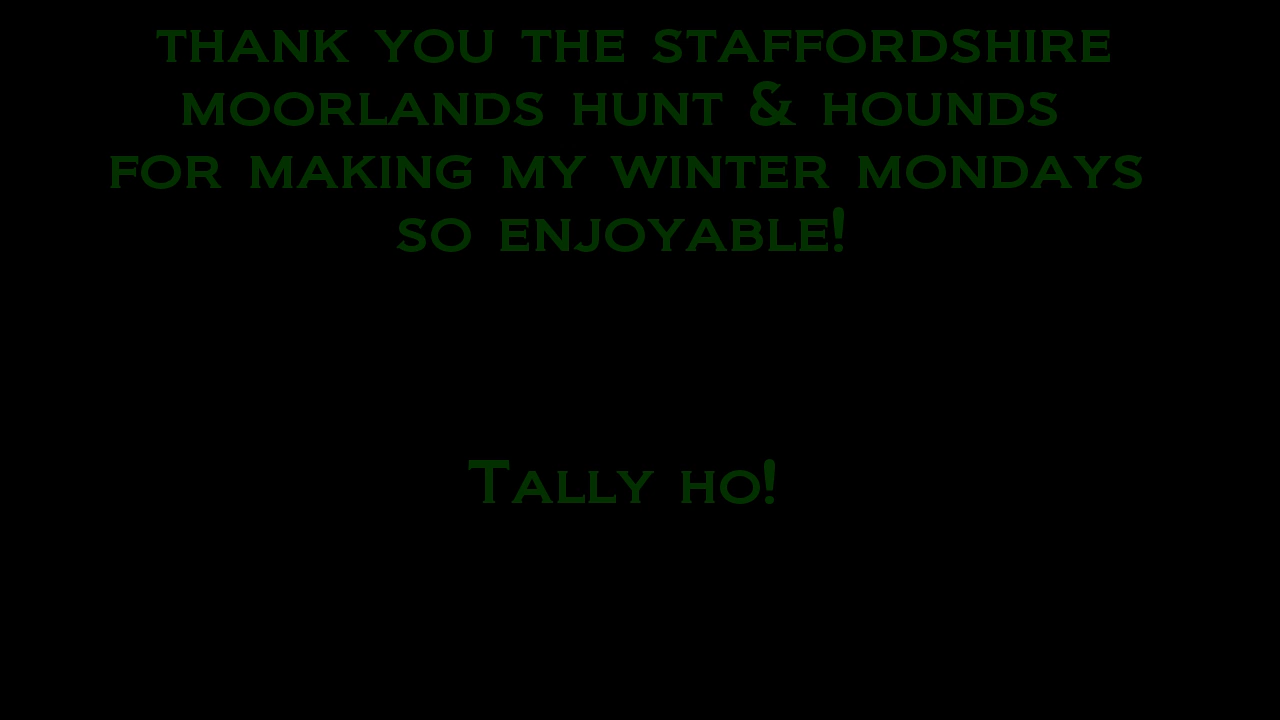 THANK YOU THE STAFFORDSHIRE
MOORLANDS HUNT & HOUNDS
FOR MAKING MY WINTER MONDAYS
SO ENJOYABLE!
TALLY HO!